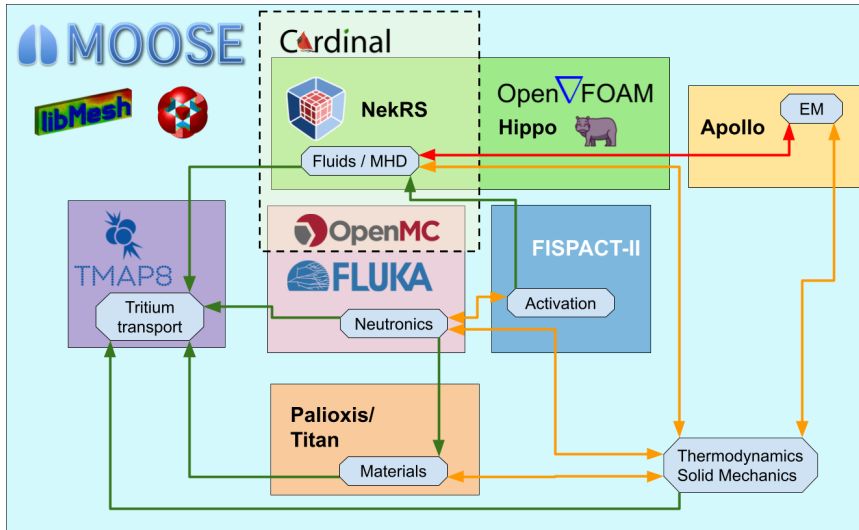 MOOSE
Cardinal
libMesh
NekRS
OpenFOAM
Hippo
Apollo
EM
Fluids / MHD
TMAP8
OpenMC
FLUKA
FISPACT-II
Tritium
transport
Neutronics
Activation
Palioxis/
Titan
Materials
Thermodynamics
Solid Mechanics